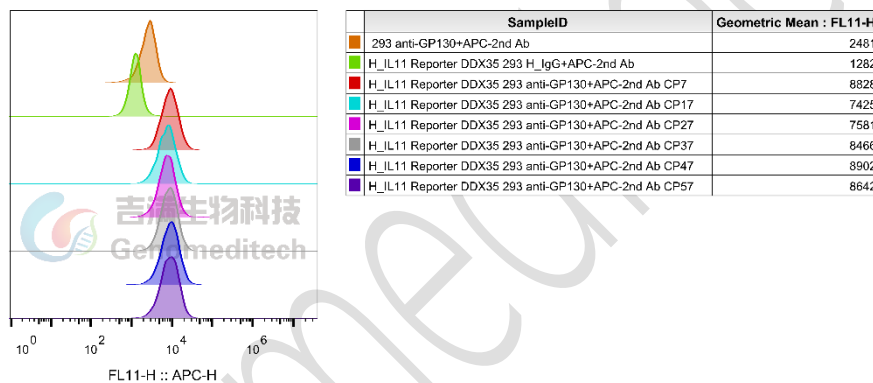 SampleID Geometric Mean : FL11-H
293 anti-GP130+APC-2nd Ab 2481
H_IL11 Reporter DDX35 293 H_IgG+APC-2nd Ab 1282
H_IL11 Reporter DDX35 293 anti-GP130+APC-2nd Ab CP7 8828
H_IL11 Reporter DDX35 293 anti-GP130+APC-2nd Ab CP17 7425
H_IL11 Reporter DDX35 293 anti-GP130+APC-2nd Ab CP27 7581
H_IL11 Reporter DDX35 293 anti-GP130+APC-2nd Ab CP37 8466
H_IL11 Reporter DDX35 293 anti-GP130+APC-2nd Ab CP47 8902
H_IL11 Reporter DDX35 293 anti-GP130+APC-2nd Ab CP57 8642
吉满生物科技
Genomeditech
10^0 10^2 10^4 10^6
FL11-H :: APC-H